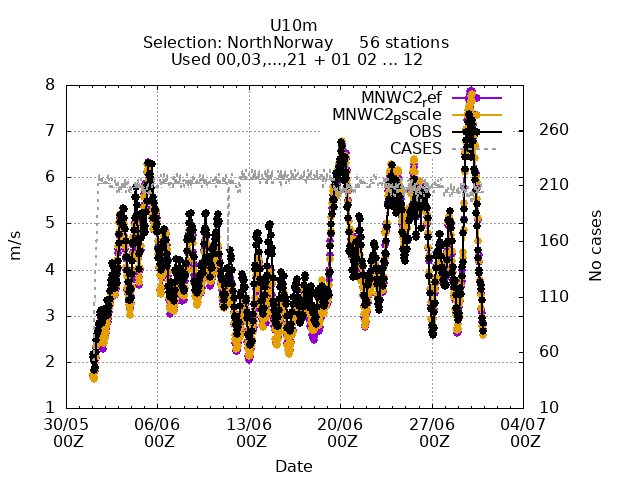 U10m
Selection: NorthNorway 56 stations
Used 00,03,...,21 + 01 02 ... 12
MNWC2ref
MNWC2Bscale
OBS
CASES
8
7
6
5
4
3
2
1
260
210
160
110
60
10
m/s
No cases
30/05 06/06 13/06 20/06 27/06 04/07
00Z 00Z 00Z 00Z 00Z 00Z
Date